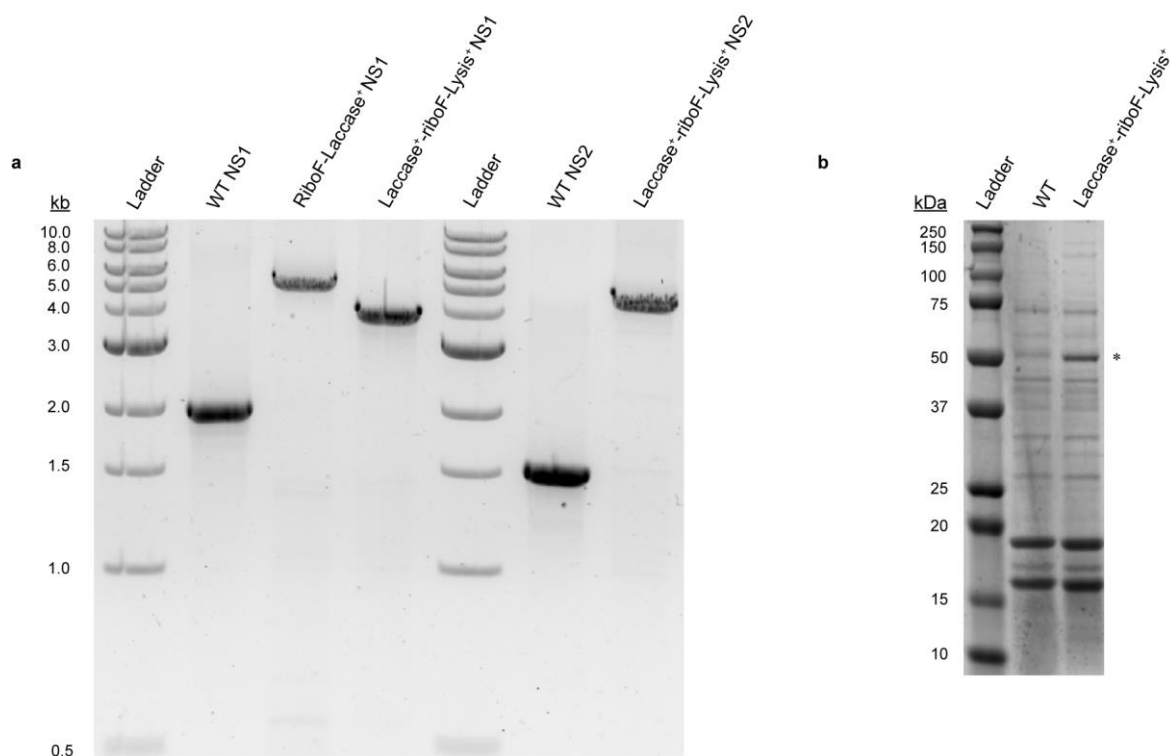 a
kb
Ladder
WT NS1
RiboF-Laccase⁺ NS1
Laccase⁺-riboF-Lysis⁺ NS1
Ladder
WT NS2
Laccase⁺-riboF-Lysis⁺ NS2
10.0
8.0
6.0
5.0
4.0
3.0
2.0
1.5
1.0
0.5
b
kDa
Ladder
WT
Laccase⁺-riboF-Lysis⁺
250
150
100
75
50
*
37
25
20
15
10